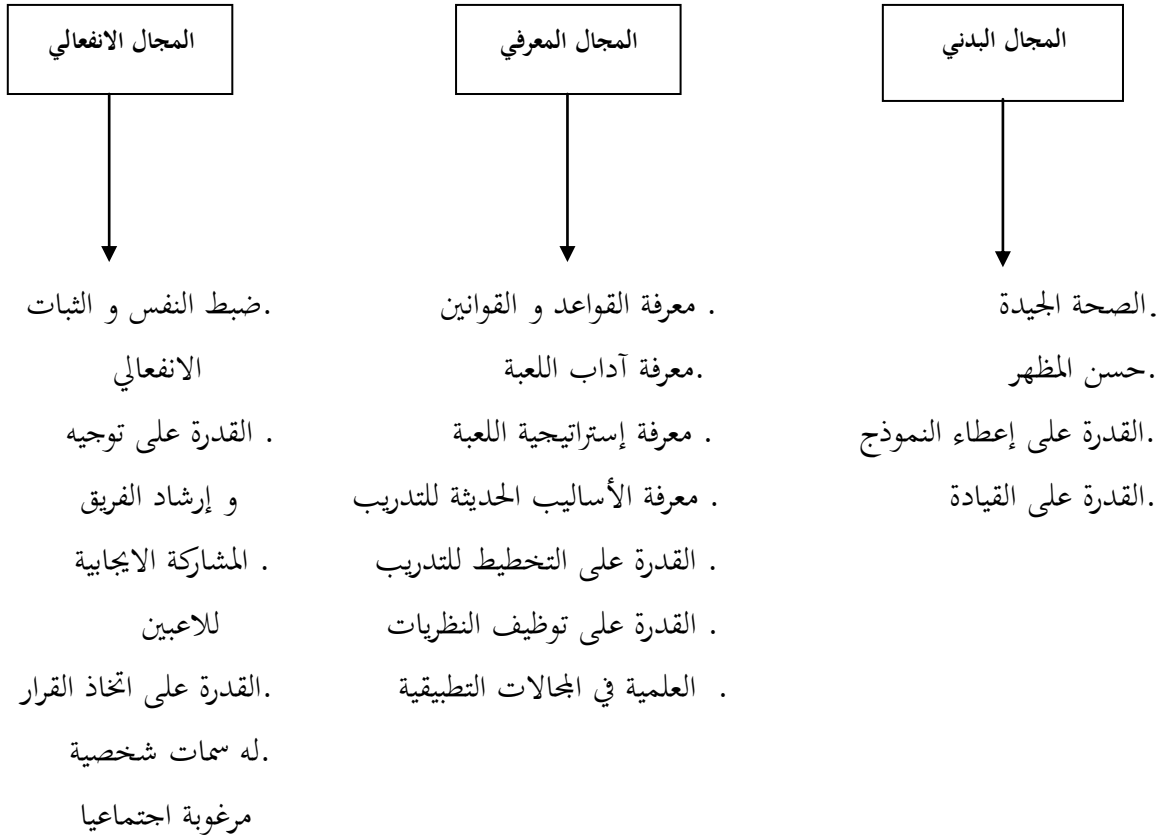 المجال البدني
.الصحة الجيدة
.حسن المظهر
.القدرة على إعطاء النموذج
.القدرة على القيادة
المجال المعرفي
. معرفة القواعد و القوانين
.معرفة آداب اللعبة
. معرفة إستراتيجية اللعبة
. معرفة الأساليب الحديثة للتدريب
. القدرة على التخطيط للتدريب
. القدرة على توظيف النظريات
. العلمية في المجالات التطبيقية
المجال الانفعالي
.ضبط النفس و الثبات
الانفعالي
. القدرة على توجيه
و إرشاد الفريق
. المشاركة الايجابية
للاعبين
.القدرة على اتخاذ القرار
.له سمات شخصية
مرغوبة اجتماعيا